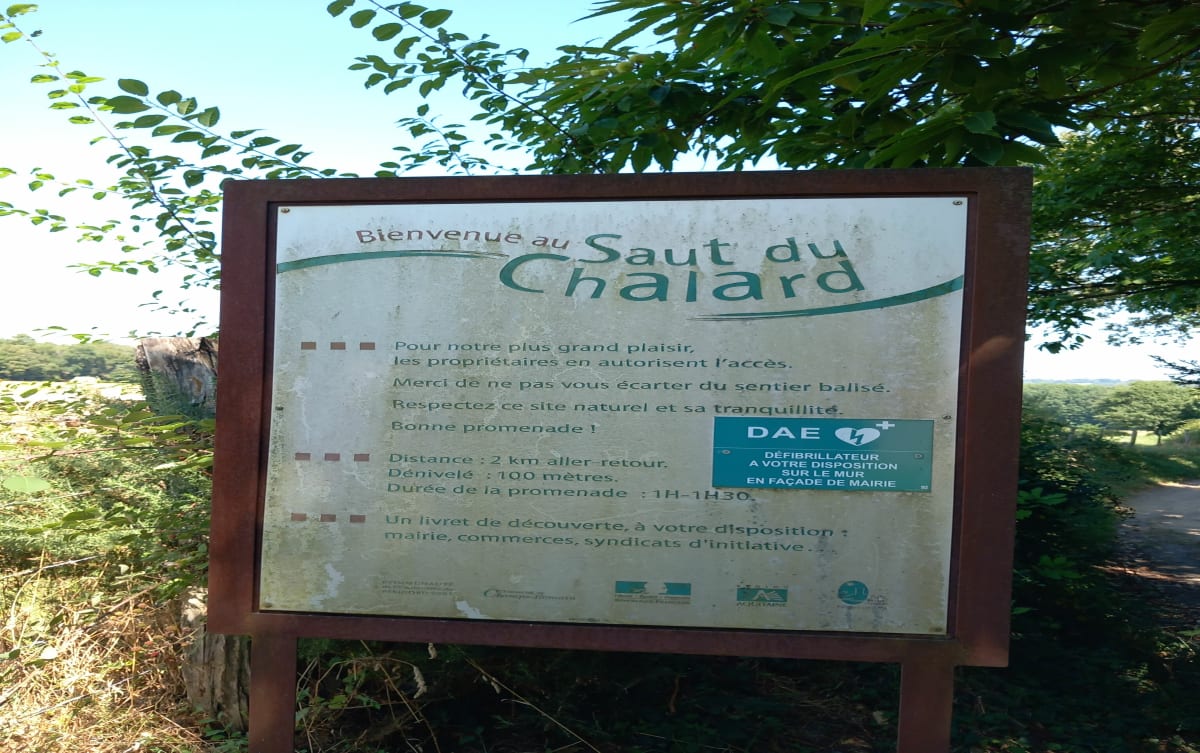 Bienvenue au Saut du
Chalard
Pour notre plus grand plaisir,
les propriétaires en autorisent l'accès.
Merci de ne pas vous écarter du sentier balisé.
Respectez ce site naturel et sa tranquillité.
Bonne promenade !
DAE
DÉFIBRILLATEUR
A VOTRE DISPOSITION
SUR LE MUR
EN FAÇADE DE MAIRIE
Distance : 2 km aller-retour.
Dénivelé : 100 mètres.
Durée de la promenade : 1H-1H30.
Un livret de découverte, à votre disposition :
mairie, commerces, syndicats d'initiative...
AQUITAINE